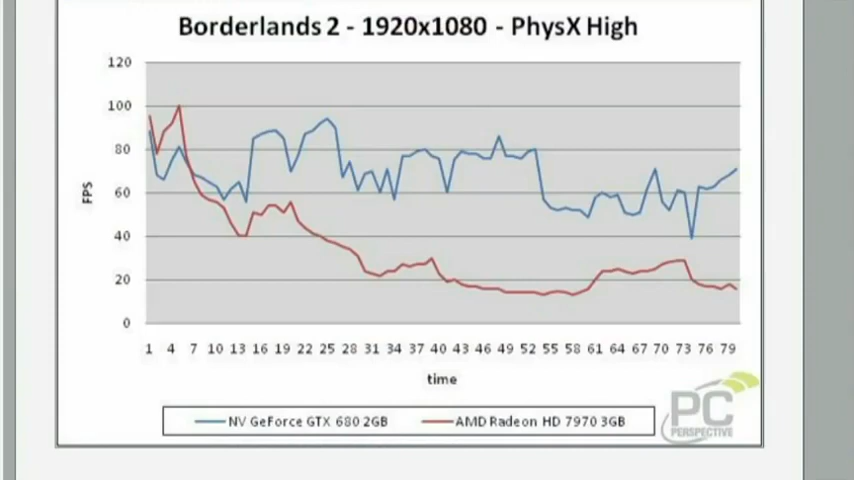 Borderlands 2 - 1920x1080 - PhysX High
120
100
80
60
40
20
0
FPS
1 4 7 10 13 16 19 22 25 28 31 34 37 40 43 46 49 52 55 58 61 64 67 70 73 76 79
time
NV GeForce GTX 680 2GB
AMD Radeon HD 7970 3GB
PC
PERSPECTIVE